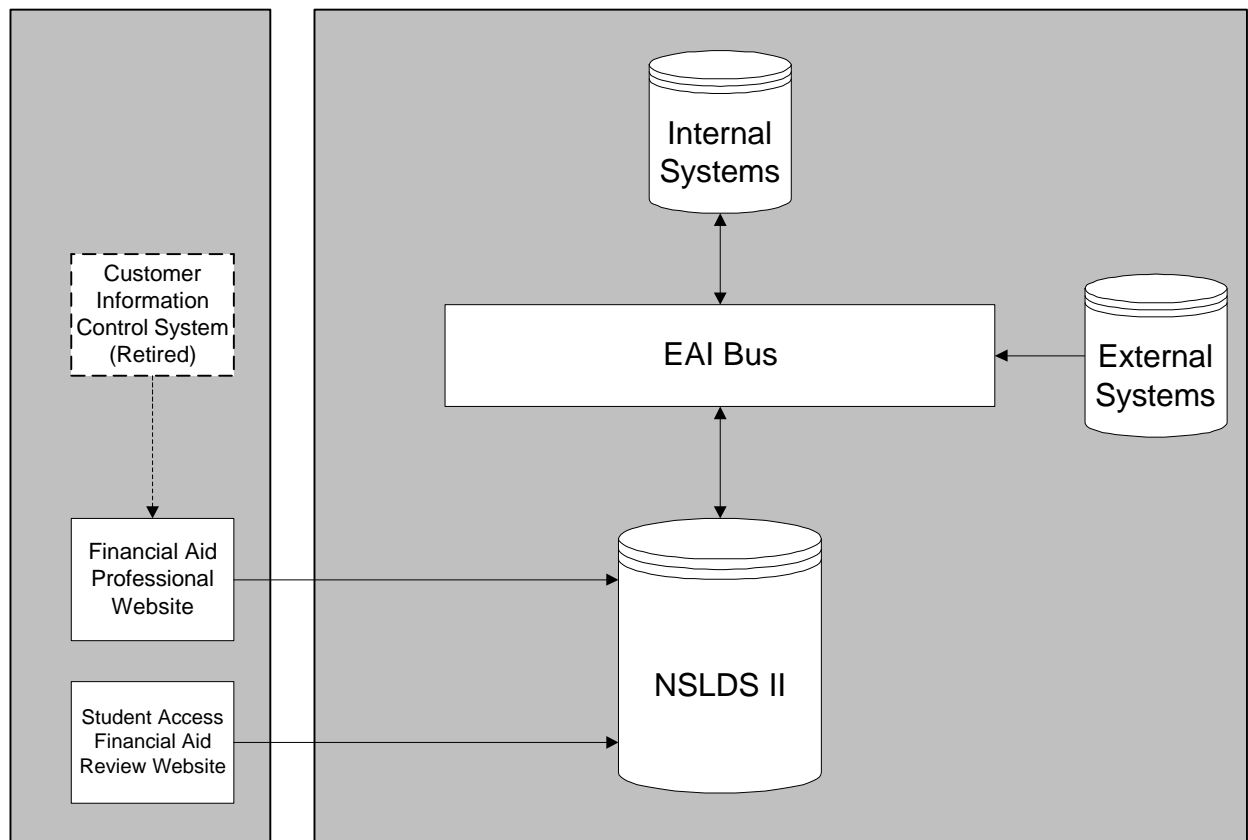 Internal
Systems
Customer
Information
Control System
(Retired)
EAI Bus
External
Systems
Financial Aid
Professional
Website
NSLDS II
Student Access
Financial Aid
Review Website